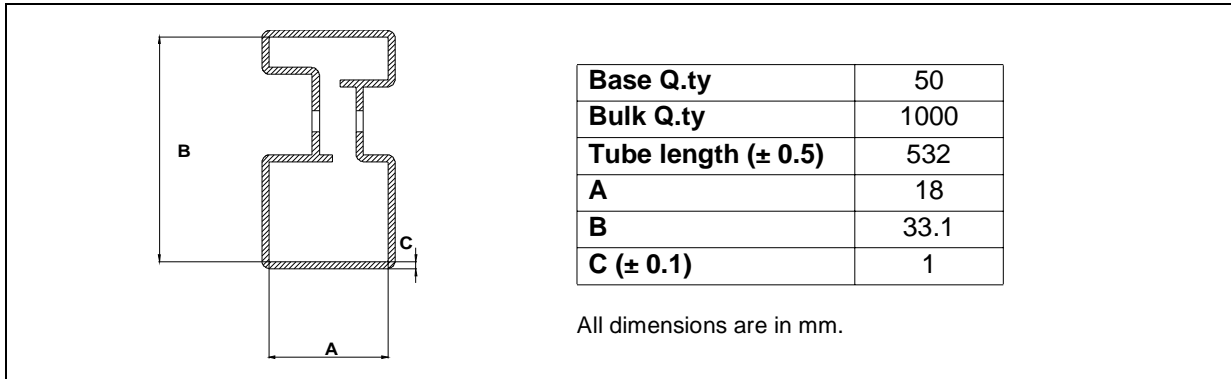 B
C
A
Base Q.ty 50
Bulk Q.ty 1000
Tube length (± 0.5) 532
A 18
B 33.1
C (± 0.1) 1
All dimensions are in mm.